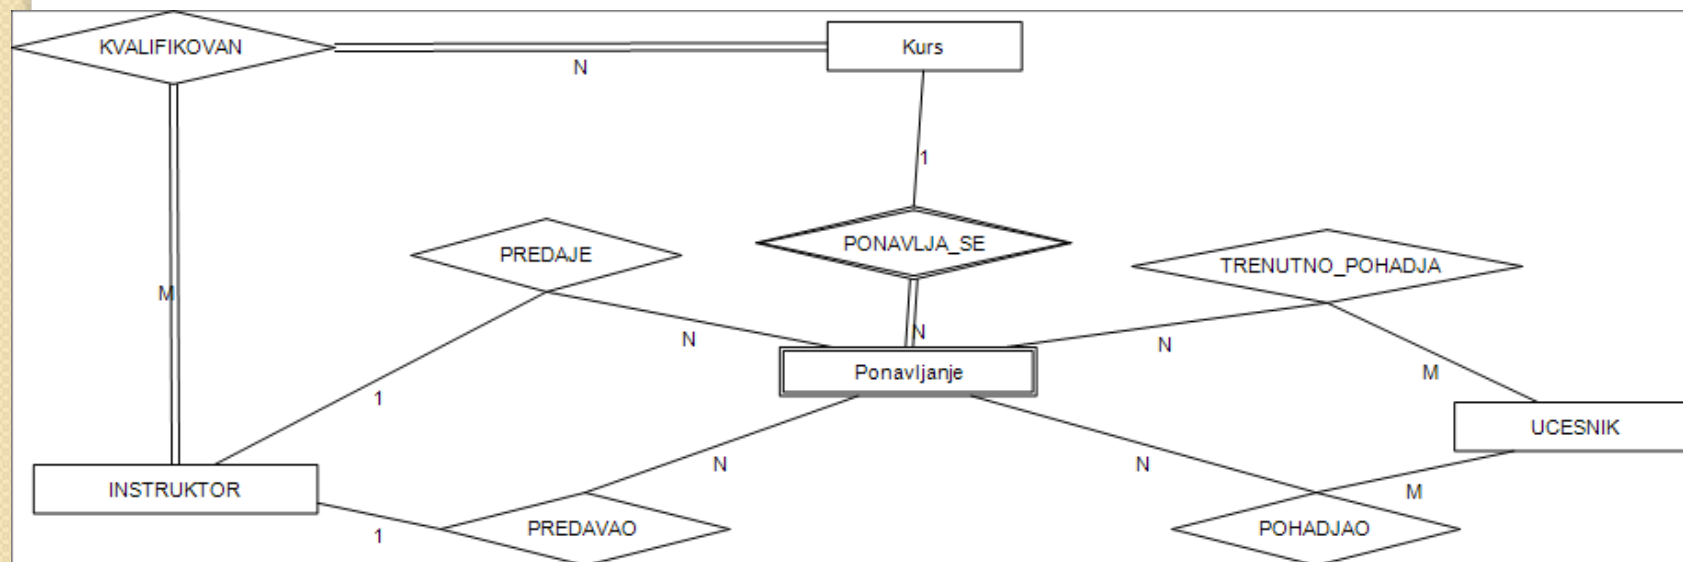 KVALIFIKOVAN
Kurs
N
1
PONAVLJA_SE
PREDAJE
TRENUTNO_POHADJA
M
N
N
N
Ponavljanje
M
1
UCESNIK
N
N
INSTRUKTOR
M
PREDAVAO
POHADJAO
1